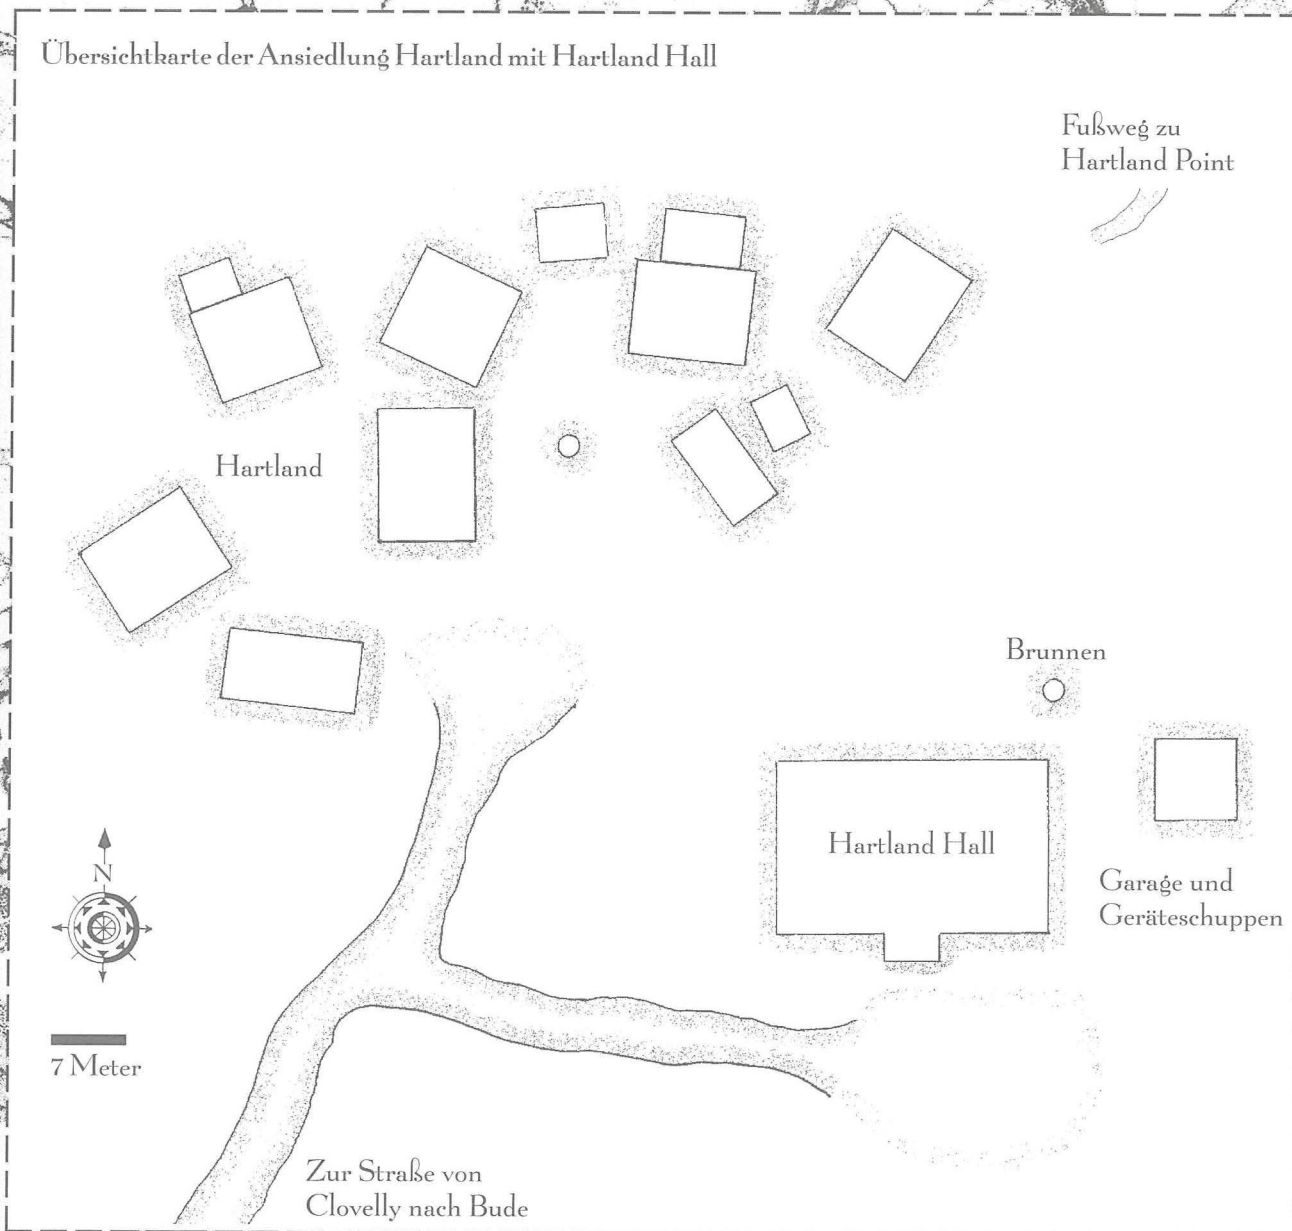 Übersichtkarte der Ansiedlung Hartland mit Hartland Hall
Fußweg zu
Hartland Point
Hartland
Brunnen
Hartland Hall
Garage und
Geräteschuppen
N
7 Meter
Zur Straße von
Clovelly nach Bude